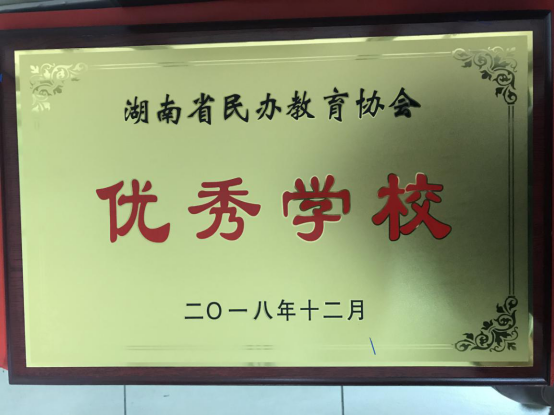 湖南省民办教育协会
优秀学校
二〇一八年十二月